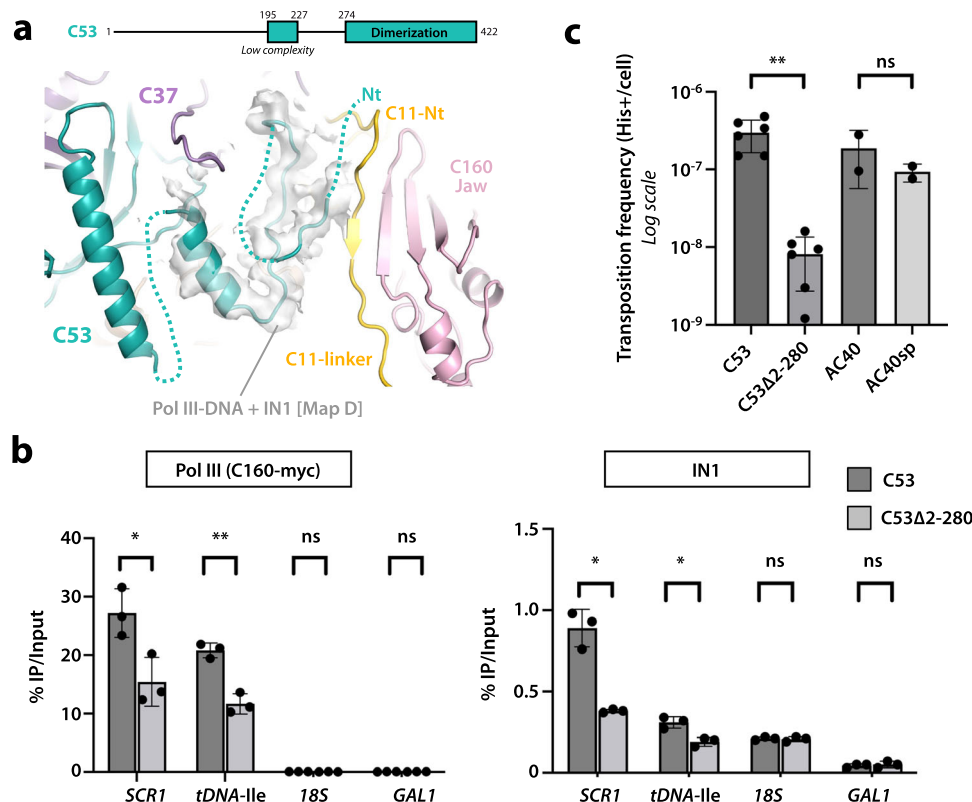 a
C53
1
195
227
274
Dimerization
422
Low complexity
C37
Nt
C11-Nt
C160
Jaw
C53
C11-linker
Pol III-DNA + IN1 [Map D]
c
Transposition frequency (His+/cell)
Log scale
10-6
10-7
10-8
10-9
**
ns
C53
C53Δ2-280
AC40
AC40sp
b
Pol III (C160-myc)
% IP/Input
40
30
20
10
0
*
**
ns
ns
SCR1
tDNA-Ile
18S
GAL1
IN1
C53
C53Δ2-280
% IP/Input
1.5
1.0
0.5
0
*
*
ns
ns
SCR1
tDNA-Ile
18S
GAL1